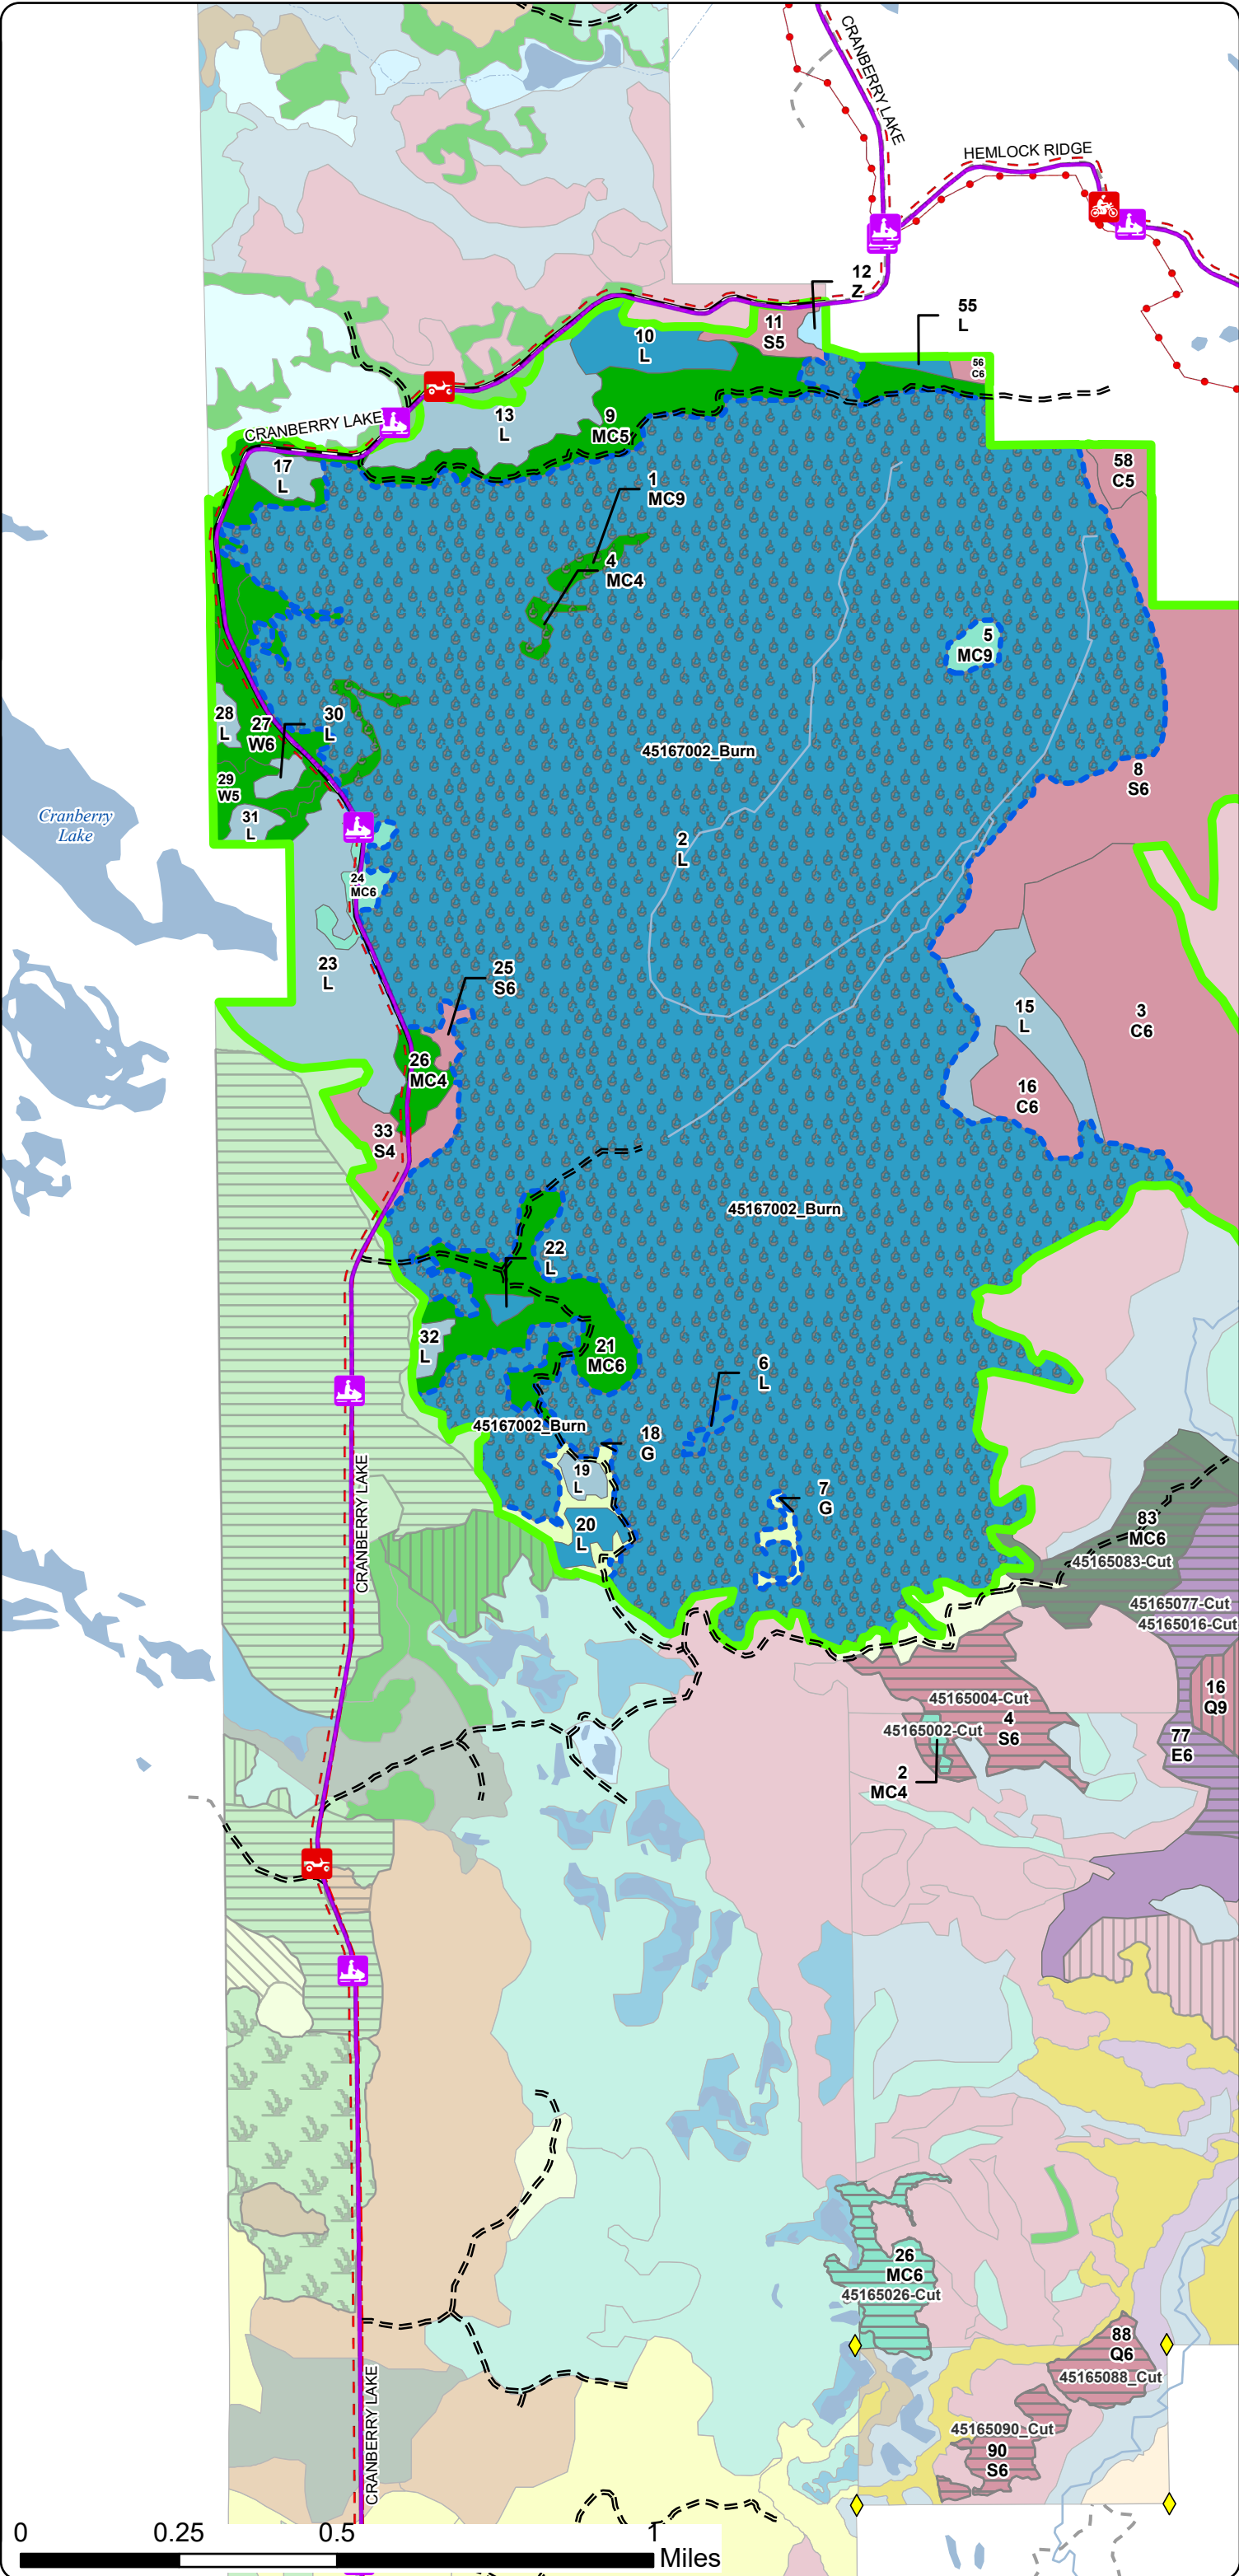 CRANBERRY LAKE
HEMLOCK RIDGE
12
Z
55
L
11
S5
10
L
56
C6
13
L
9
MC5
CRANBERRY LAKE
17
L
58
C5
1
MC9
4
MC4
5
MC9
28
L
27
W6
30
L
45167002_Burn
29
W5
8
S6
31
L
Cranberry
Lake
2
L
24
MC6
23
L
25
S6
15
L
3
C6
26
MC4
16
C6
33
S4
45167002_Burn
22
L
32
L
21
MC6
6
L
45167002_Burn
18
G
19
L
7
G
20
L
83
MC6
45165083-Cut
CRANBERRY LAKE
45165077-Cut
45165016-Cut
16
Q9
45165004-Cut
4
S6
45165002-Cut
77
E6
2
MC4
26
MC6
45165026-Cut
88
Q6
45165088_Cut
45165090_Cut
90
S6
CRANBERRY LAKE
0 0.25 0.5 1
Miles